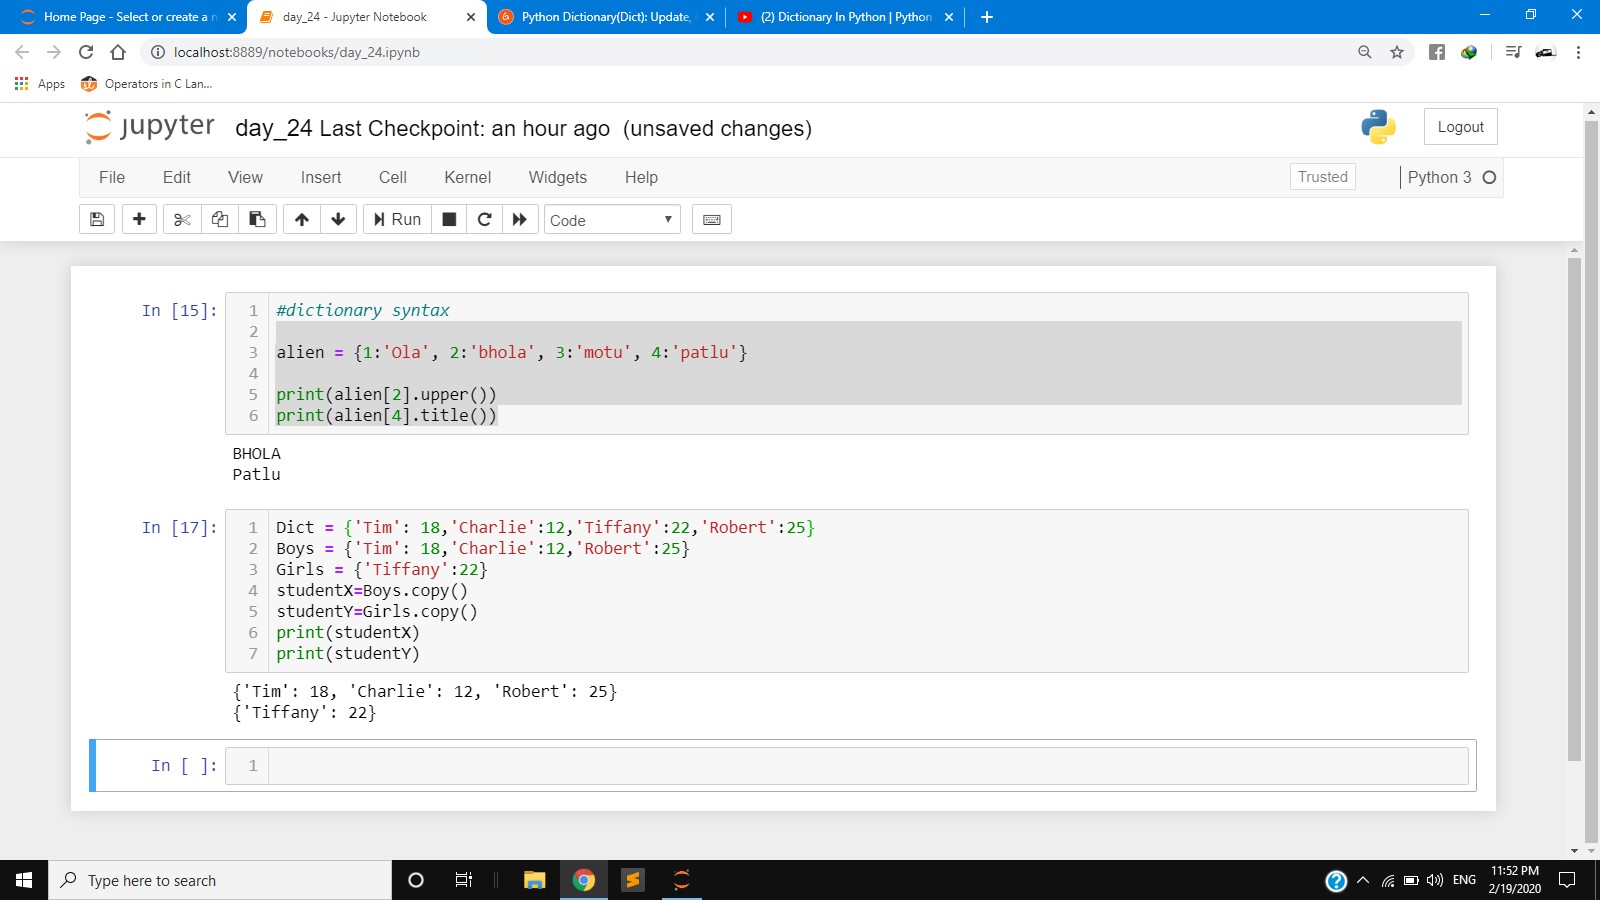 Home Page - Select or create a n
day_24 - Jupyter Notebook
Python Dictionary(Dict): Update,
(2) Dictionary In Python | Python
localhost:8889/notebooks/day_24.ipynb
Apps
Operators in C Lan...
jupyter
day_24 Last Checkpoint: an hour ago (unsaved changes)
Logout
File Edit View Insert Cell Kernel Widgets Help
Trusted
Python 3
Run
Code
In [15]:
1 #dictionary syntax
2
3 alien = {1:'Ola', 2:'bhola', 3:'motu', 4:'patlu'}
4
5 print(alien[2].upper())
6 print(alien[4].title())
BHOLA
Patlu
In [17]:
1 Dict = {'Tim': 18,'Charlie':12,'Tiffany':22,'Robert':25}
2 Boys = {'Tim': 18,'Charlie':12,'Robert':25}
3 Girls = {'Tiffany':22}
4 studentX=Boys.copy()
5 studentY=Girls.copy()
6 print(studentX)
7 print(studentY)
{'Tim': 18, 'Charlie': 12, 'Robert': 25}
{'Tiffany': 22}
In [ ]:
1
Type here to search
ENG
11:52 PM
2/19/2020